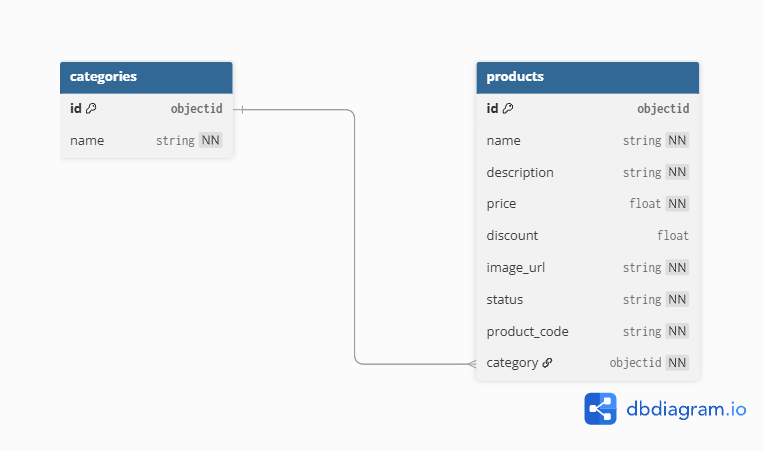 categories
id objectid
name string NN
products
id objectid
name string NN
description string NN
price float NN
discount float
image_url string NN
status string NN
product_code string NN
category objectid NN
dbdiagram.io